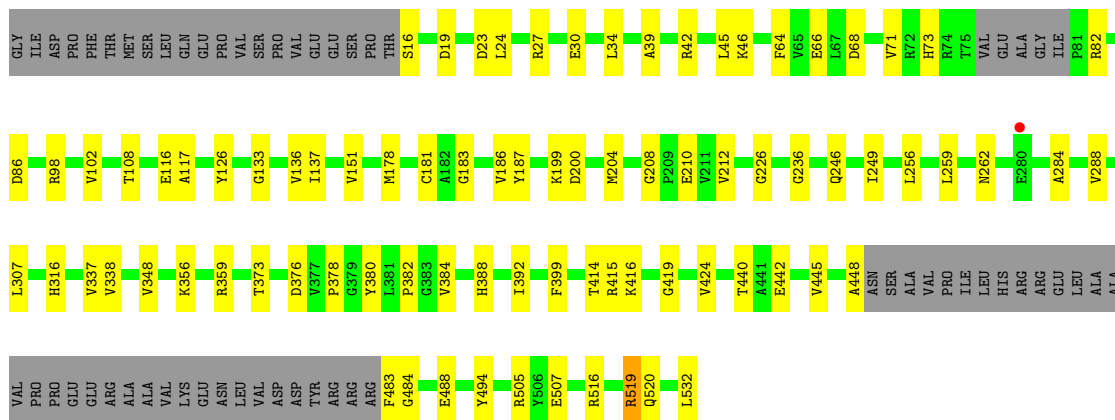 GLY ILE ASP PRO PHE THR MET SER LEU GLN GLU PRO VAL SER PRO VAL GLU GLU SER PRO THR S16 D19 D23 L24 R27 E30 L34 A39 R42 L45 K46 F64 V65 E66 L67 D68 V71 R72 H73 R74 T75 VAL GLU ALA GLY ILE P81 R82
D86 R98 V102 T108 E116 A117 Y126 G133 V136 I137 V151 M178 C181 A182 G183 V186 Y187 K199 D200 M204 G208 P209 E210 V211 V212 G226 G236 Q246 I249 L256 L259 N262 E280 A284 V288
L307 H316 V337 V338 V348 K356 R359 T373 D376 V377 P378 G379 Y380 L381 P382 G383 V384 H388 I392 F399 T414 R415 K416 G419 V424 T440 A441 E442 V445 A448 ASN SER ALA VAL PRO ILE LEU HIS ARG ARG GLU LEU ALA ALA
VAL PRO PRO GLU GLU ARG ALA ALA VAL LYS GLU ASN LEU VAL ASP ASP TYR ARG ARG ARG F483 G484 E488 Y494 R505 Y506 E507 R516 R519 Q520 L532